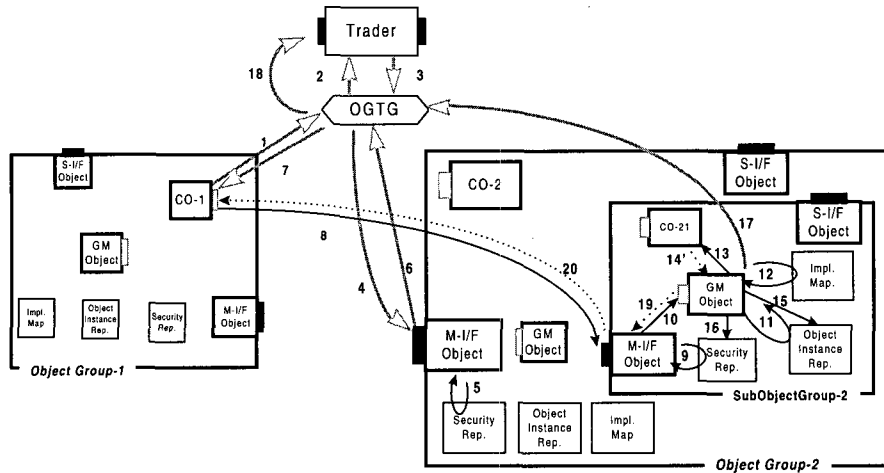 Trader
18
2
3
OGTG
1
7
S-I/F
Object
CO-1
GM
Object
Impl.
Map
Object
Instance
Rep.
Security
Rep.
M-I/F
Object
Object Group-1
8
4
6
20
17
CO-2
S-I/F
Object
S-I/F
Object
CO-21
13
14'
12
Impl.
Map.
GM
Object
19
10
15
16
11
M-I/F
Object
GM
Object
M-I/F
Object
9
Security
Rep.
Object
Instance
Rep.
SubObjectGroup-2
5
Security
Rep.
Object
Instance
Rep.
Impl.
Map
Object Group-2